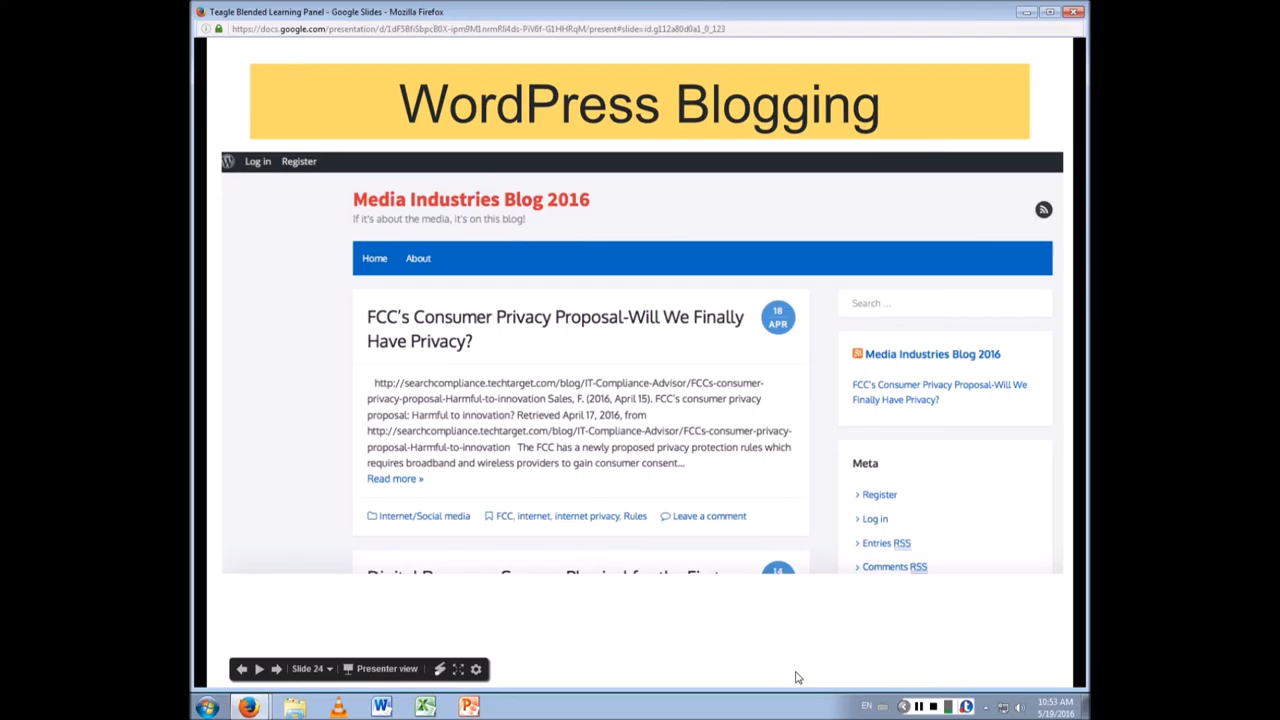 Teagle Blended Learning Panel - Google Slides - Mozilla Firefox
WordPress Blogging
Log in Register
Media Industries Blog 2016
If it's about the media, it's on this blog!
Home About
FCC's Consumer Privacy Proposal-Will We Finally
Have Privacy?
18
APR
http://searchcompliance.techtarget.com/blog/IT-Compliance-Advisor/FCCs-consumer-
privacy-proposal-Harmful-to-innovation Sales, F. (2016, April 15). FCC's consumer privacy
proposal: Harmful to innovation? Retrieved April 17, 2016, from
http://searchcompliance.techtarget.com/blog/IT-Compliance-Advisor/FCCs-consumer-privacy-
proposal-Harmful-to-innovation The FCC has a newly proposed privacy protection rules which
requires broadband and wireless providers to gain consumer consent...
Read more »
Internet/Social media FCC, internet, internet privacy, Rules Leave a comment
14
Search ...
Media Industries Blog 2016
FCC's Consumer Privacy Proposal-Will We
Finally Have Privacy?
Meta
Register
Log in
Entries RSS
Comments RSS
Slide 24 Presenter view
EN
10:53 AM
5/19/2016